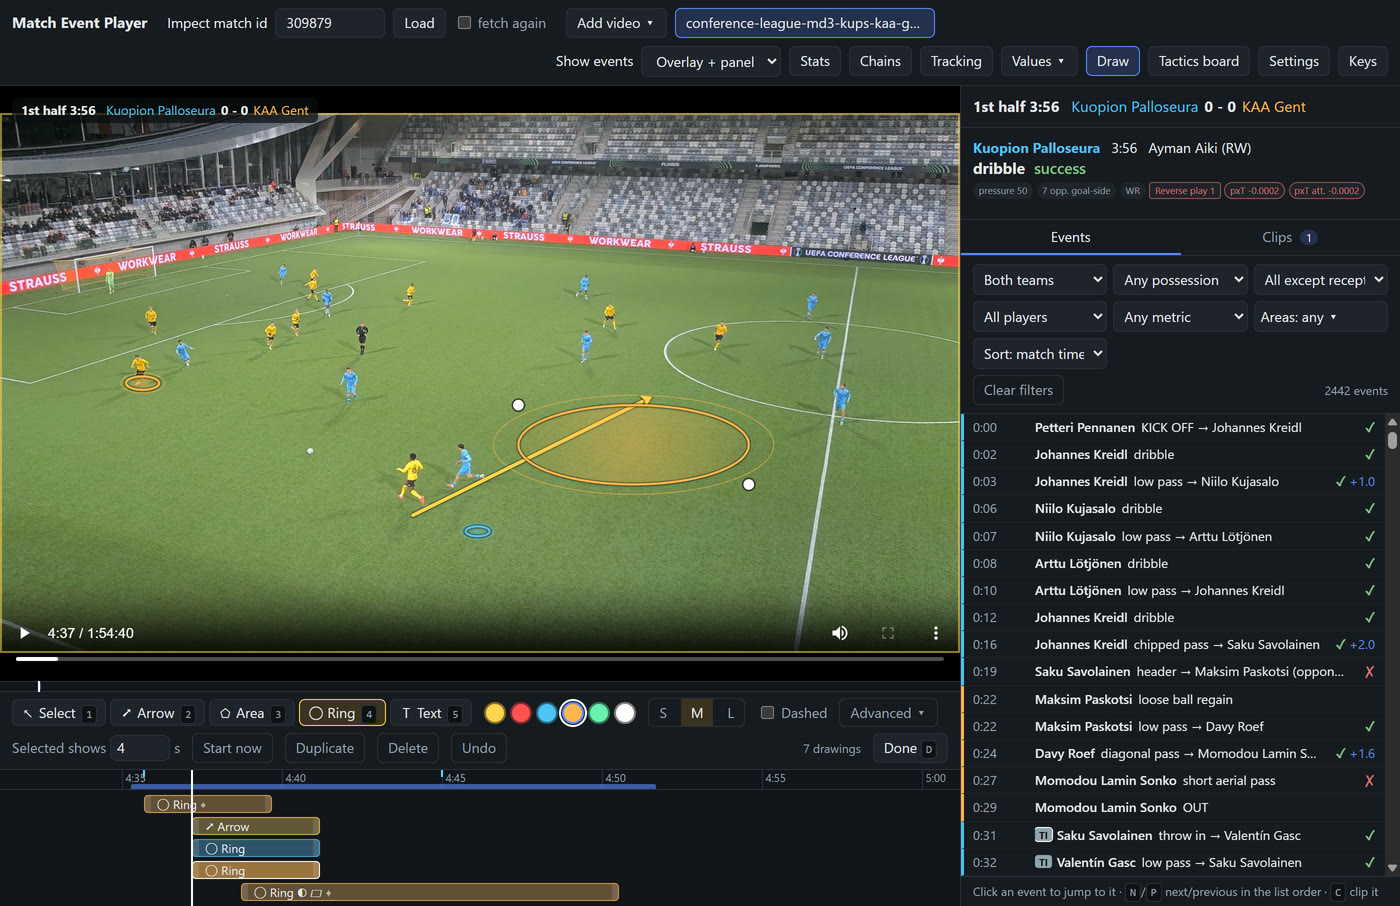 Match Event Player Impact match id 309879 Load fetch again Add video ▾ conference-league-md3-kups-kaa-g...
Show events Overlay + panel Stats Chains Tracking Values ▾ Draw Tactics board Settings Keys
1st half 3:56 Kuopion Palloseura 0 - 0 KAA Gent
STRAUSS WORKWEAR STRAUSS WORKWEAR STRAUSS WORKWEAR STRAUSS WORKWEAR STRAUSS UEFA CONFERENCE LEAGUE
4:37 / 1:54:40
Select 1 Arrow 2 Area 3 Ring 4 T Text 5 S M L Dashed Advanced ▾
Selected shows 4 s Start now Duplicate Delete Undo 7 drawings Done D
4:35 4:40 4:45 4:50 4:55 5:00
Ring
Arrow
Ring
Ring
Ring
1st half 3:56 Kuopion Palloseura 0 - 0 KAA Gent
Kuopion Palloseura 3:56 Ayman Aiki (RW)
dribble success
pressure 50 7 opp. goal-side WR Reverse play 1 pxT -0.0002 pxT att. -0.0002
Events Clips 1
Both teams Any possession All except recept
All players Any metric Areas: any ▾
Sort: match time
Clear filters 2442 events
0:00 Petteri Pennanen KICK OFF → Johannes Kreidl ✓
0:02 Johannes Kreidl dribble ✓
0:03 Johannes Kreidl low pass → Niilo Kujasalo ✓ +1.0
0:06 Niilo Kujasalo dribble ✓
0:07 Niilo Kujasalo low pass → Arttu Lötjönen ✓
0:08 Arttu Lötjönen dribble ✓
0:10 Arttu Lötjönen low pass → Johannes Kreidl ✓
0:12 Johannes Kreidl dribble ✓
0:16 Johannes Kreidl chipped pass → Saku Savolainen ✓ +2.0
0:19 Saku Savolainen header → Maksim Paskotsi (oppon... ✗
0:22 Maksim Paskotsi loose ball regain
0:22 Maksim Paskotsi low pass → Davy Roef ✓
0:24 Davy Roef diagonal pass → Momodou Lamin S... ✓ +1.6
0:27 Momodou Lamin Sonko short aerial pass ✗
0:29 Momodou Lamin Sonko OUT
0:31 TI Saku Savolainen throw in → Valentín Gasc ✓
0:32 TI Valentín Gasc low pass → Saku Savolainen ✓
Click an event to jump to it · N / P next/previous in the list order · C clip it